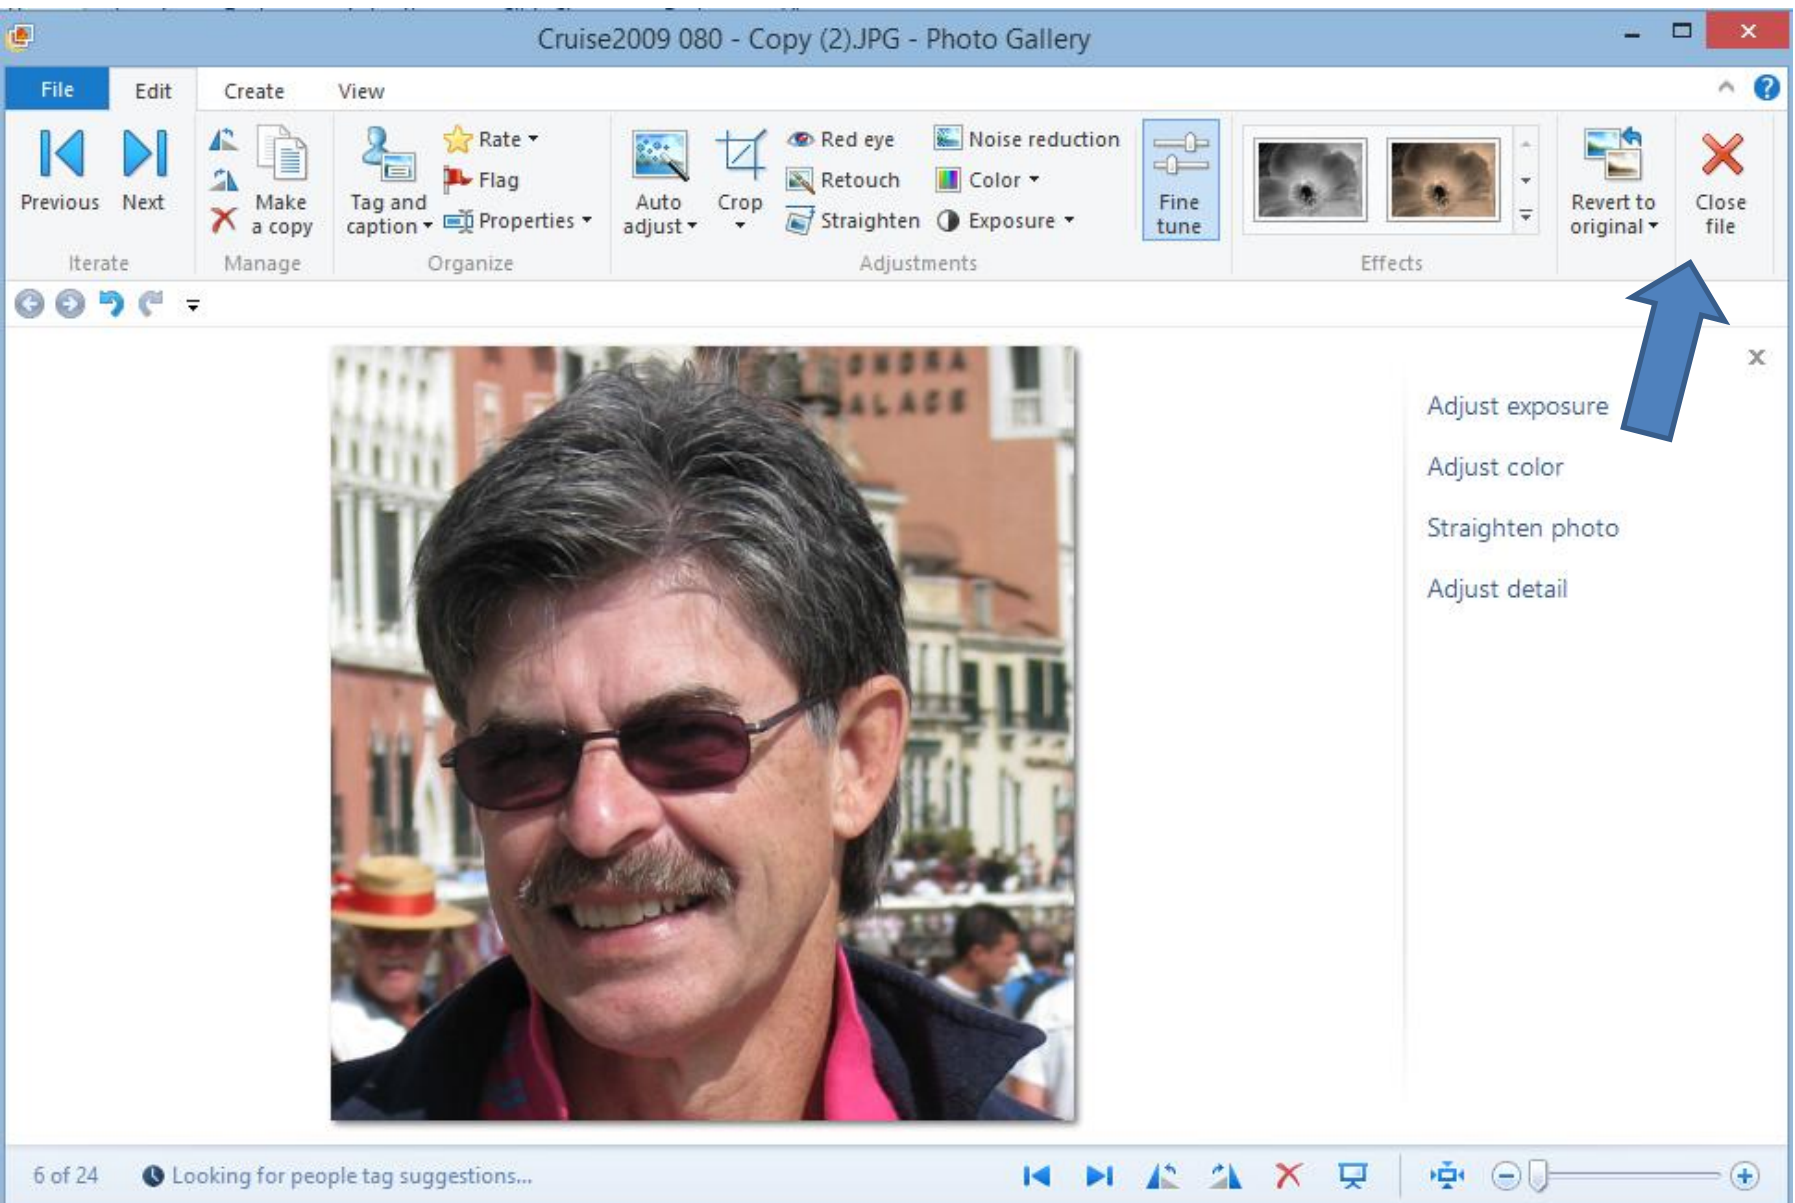 Cruise2009 080 - Copy (2).JPG - Photo Gallery
File Edit Create View
Previous Next Make a copy Tag and caption Rate Flag Properties Auto adjust Crop Red eye Retouch Straighten Noise reduction Color Exposure Fine tune Revert to original Close file
Iterate Manage Organize Adjustments Effects
Adjust exposure
Adjust color
Straighten photo
Adjust detail
6 of 24 Looking for people tag suggestions...